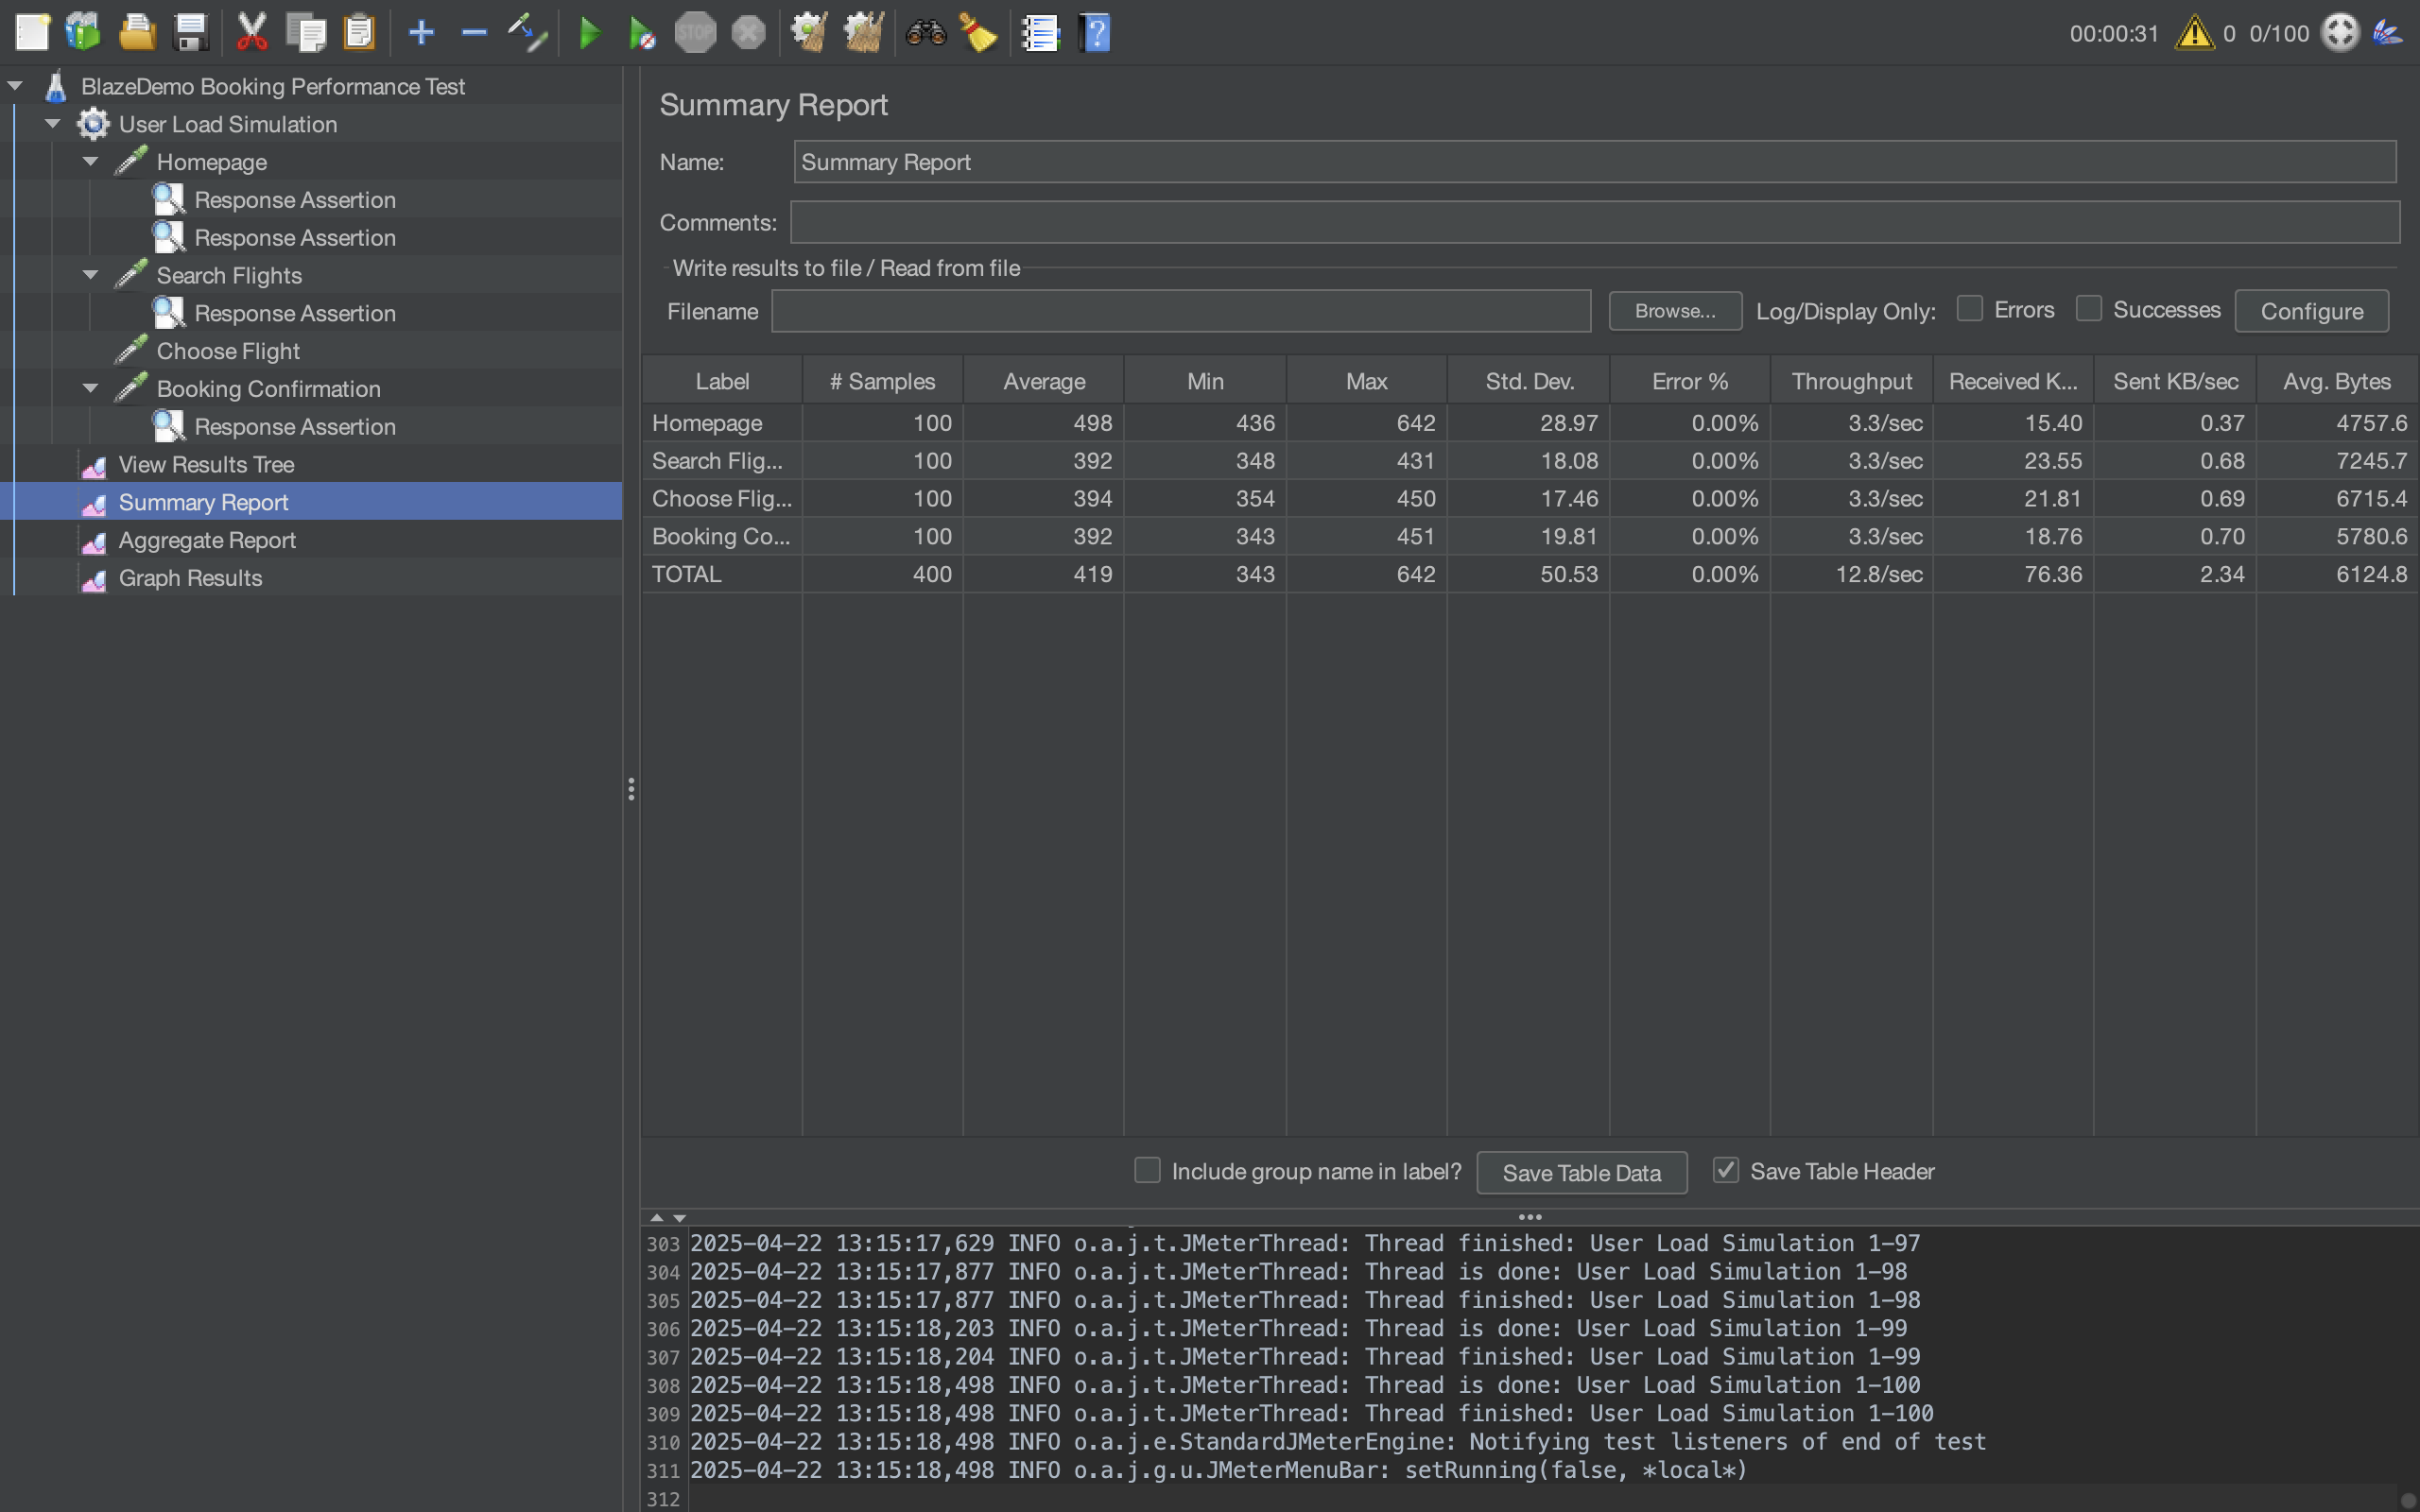 STOP
00:00:31 0 0/100
BlazeDemo Booking Performance Test
User Load Simulation
Homepage
Response Assertion
Response Assertion
Search Flights
Response Assertion
Choose Flight
Booking Confirmation
Response Assertion
View Results Tree
Summary Report
Aggregate Report
Graph Results
Summary Report
Name: Summary Report
Comments:
Write results to file / Read from file
Filename Browse... Log/Display Only: Errors Successes Configure
Label # Samples Average Min Max Std. Dev. Error % Throughput Received K... Sent KB/sec Avg. Bytes
Homepage 100 498 436 642 28.97 0.00% 3.3/sec 15.40 0.37 4757.6
Search Flig... 100 392 348 431 18.08 0.00% 3.3/sec 23.55 0.68 7245.7
Choose Flig... 100 394 354 450 17.46 0.00% 3.3/sec 21.81 0.69 6715.4
Booking Co... 100 392 343 451 19.81 0.00% 3.3/sec 18.76 0.70 5780.6
TOTAL 400 419 343 642 50.53 0.00% 12.8/sec 76.36 2.34 6124.8
Include group name in label? Save Table Data Save Table Header
303 2025-04-22 13:15:17,629 INFO o.a.j.t.JMeterThread: Thread finished: User Load Simulation 1-97
304 2025-04-22 13:15:17,877 INFO o.a.j.t.JMeterThread: Thread is done: User Load Simulation 1-98
305 2025-04-22 13:15:17,877 INFO o.a.j.t.JMeterThread: Thread finished: User Load Simulation 1-98
306 2025-04-22 13:15:18,203 INFO o.a.j.t.JMeterThread: Thread is done: User Load Simulation 1-99
307 2025-04-22 13:15:18,204 INFO o.a.j.t.JMeterThread: Thread finished: User Load Simulation 1-99
308 2025-04-22 13:15:18,498 INFO o.a.j.t.JMeterThread: Thread is done: User Load Simulation 1-100
309 2025-04-22 13:15:18,498 INFO o.a.j.t.JMeterThread: Thread finished: User Load Simulation 1-100
310 2025-04-22 13:15:18,498 INFO o.a.j.e.StandardJMeterEngine: Notifying test listeners of end of test
311 2025-04-22 13:15:18,498 INFO o.a.j.g.u.JMeterMenuBar: setRunning(false, *local*)
312